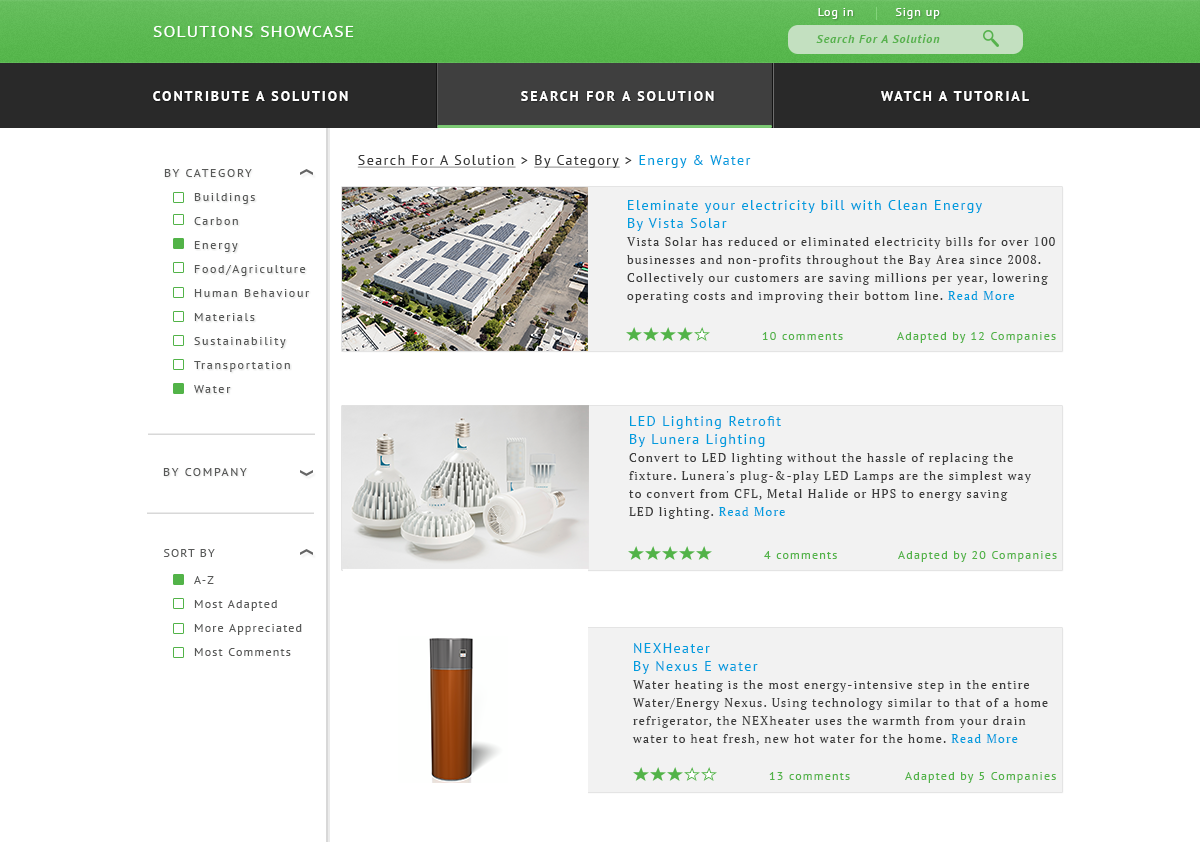 Log in
Sign up
SOLUTIONS SHOWCASE
Search For A Solution
CONTRIBUTE A SOLUTION
SEARCH FOR A SOLUTION
WATCH A TUTORIAL
Search For A Solution > By Category > Energy & Water
BY CATEGORY
Buildings
Carbon
Energy
Food/Agriculture
Human Behaviour
Materials
Sustainability
Transportation
Water
BY COMPANY
SORT BY
A-Z
Most Adapted
More Appreciated
Most Comments
Eleminate your electricity bill with Clean Energy
By Vista Solar
Vista Solar has reduced or eliminated electricity bills for over 100
businesses and non-profits throughout the Bay Area since 2008.
Collectively our customers are saving millions per year, lowering
operating costs and improving their bottom line. Read More
10 comments
Adapted by 12 Companies
LED Lighting Retrofit
By Lunera Lighting
Convert to LED lighting without the hassle of replacing the
fixture. Lunera's plug-&-play LED Lamps are the simplest way
to convert from CFL, Metal Halide or HPS to energy saving
LED lighting. Read More
4 comments
Adapted by 20 Companies
NEXHeater
By Nexus E water
Water heating is the most energy-intensive step in the entire
Water/Energy Nexus. Using technology similar to that of a home
refrigerator, the NEXheater uses the warmth from your drain
water to heat fresh, new hot water for the home. Read More
13 comments
Adapted by 5 Companies